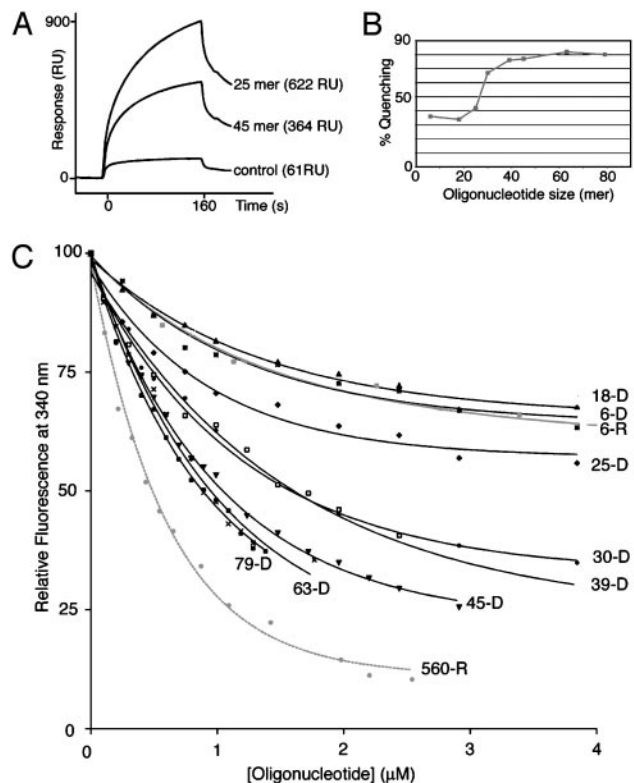 A
900
Response (RU)
0
0
160
Time (s)
25 mer (622 RU)
45 mer (364 RU)
control (61RU)
B
90
50
0
% Quenching
0
20
40
60
80
Oligonucleotide size (mer)
C
100
75
50
25
0
Relative Fluorescence at 340 nm
18-D
6-D
6-R
25-D
30-D
39-D
45-D
79-D
63-D
560-R
0
1
2
3
4
[Oligonucleotide] (μM)